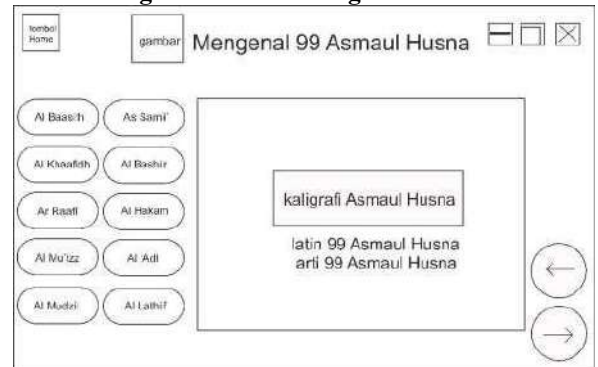 tombol
Home
gambar
Mengenal 99 Asmaul Husna
Al Baasith
As Sami'
Al Khaafidh
Al Bashir
Ar Raafi
Al Hakam
Al Mu'izz
Al 'Adl
Al Mudzil
Al Lathif
kaligrafi Asmaul Husna
latin 99 Asmaul Husna
arti 99 Asmaul Husna